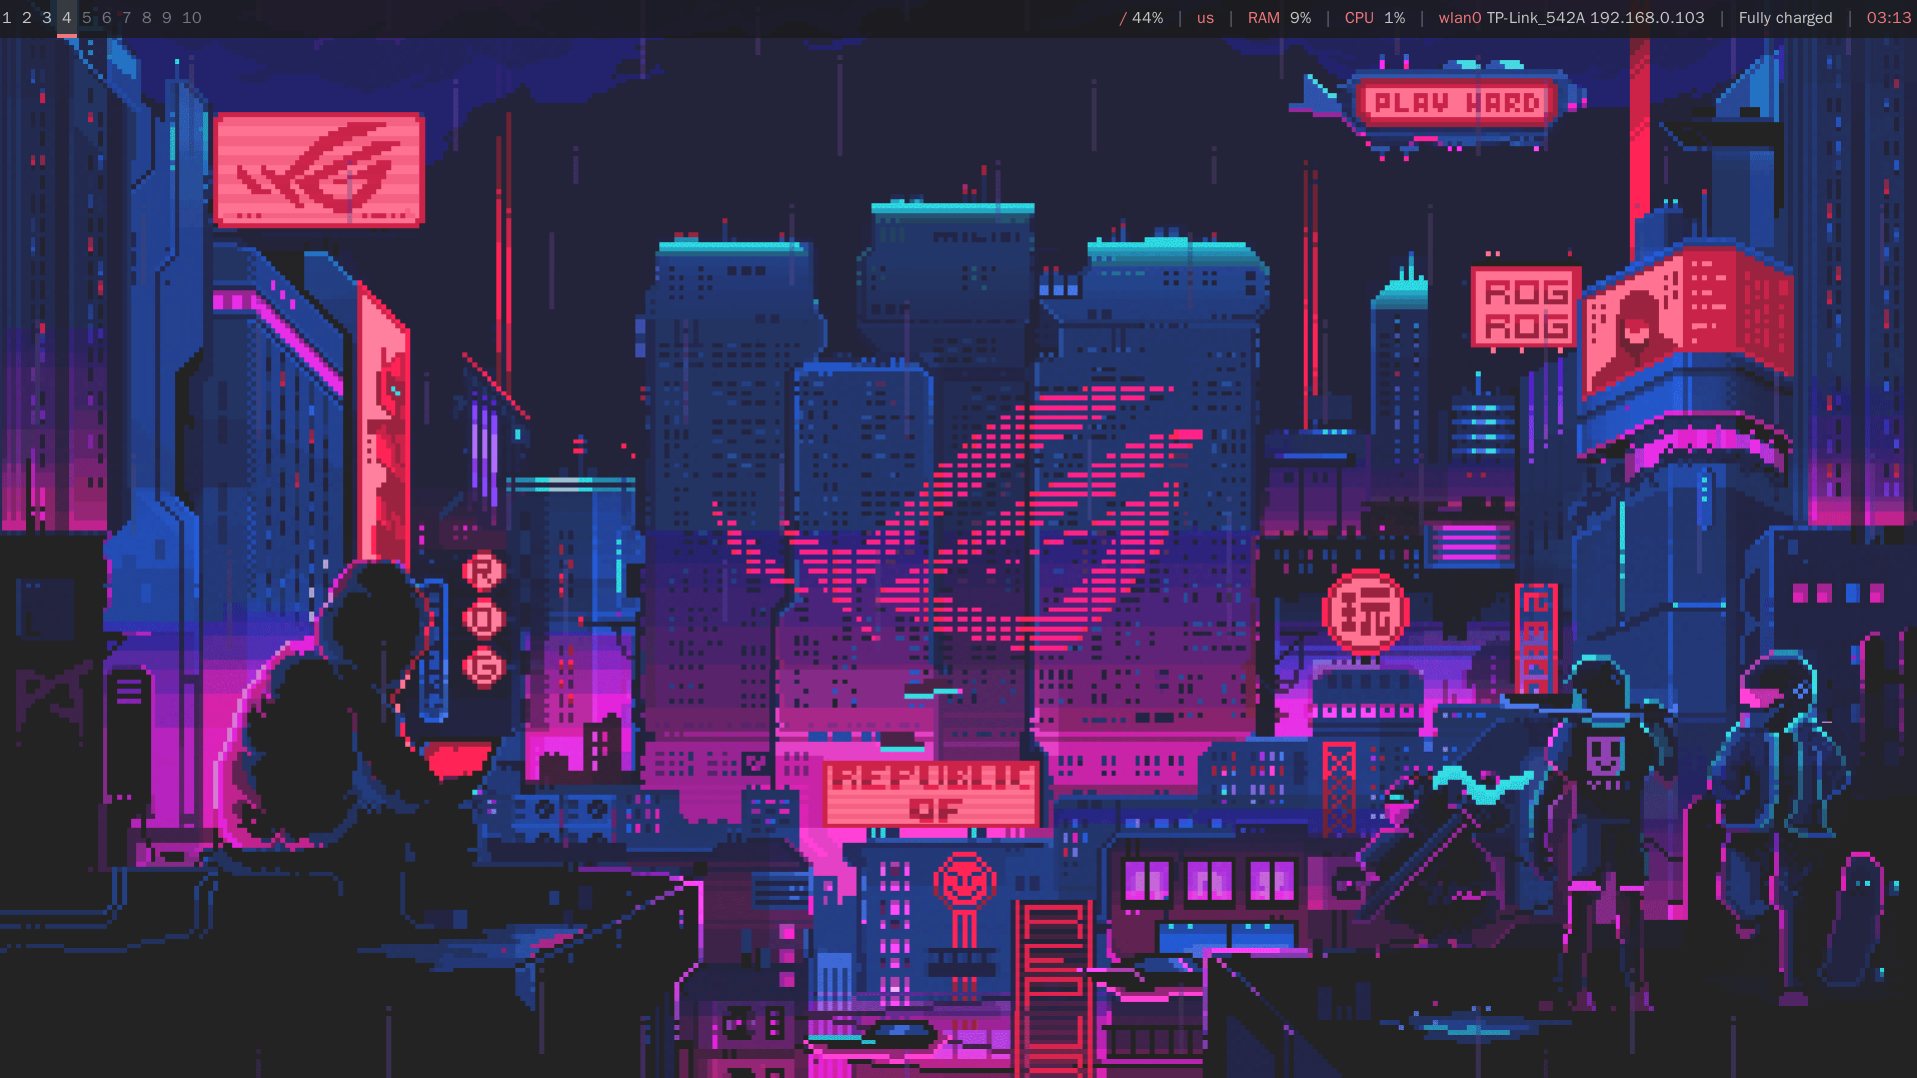 1 2 3 4 5 6 7 8 9 10
/ 44% | us | RAM 9% | CPU 1% | wlan0 TP-Link_542A 192.168.0.103 | Fully charged | 03:13
PLAY HARD
ROG
ROG
R
O
G
玩
REPUBLIC
OF